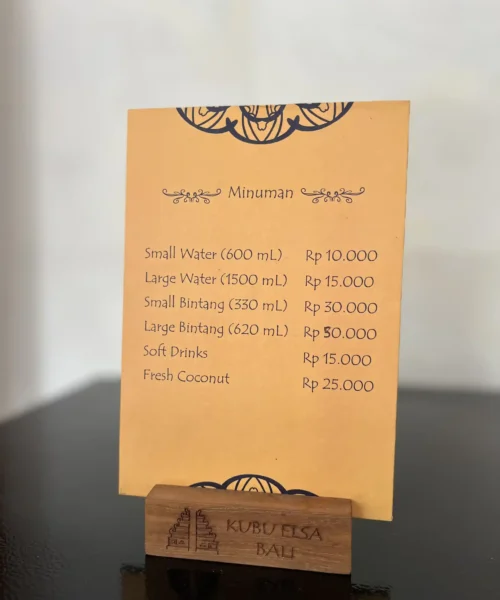 Minuman
Small Water (600 mL) Rp 10.000
Large Water (1500 mL) Rp 15.000
Small Bintang (330 mL) Rp 30.000
Large Bintang (620 mL) Rp 50.000
Soft Drinks Rp 15.000
Fresh Coconut Rp 25.000
KUBU ELSA
BALI